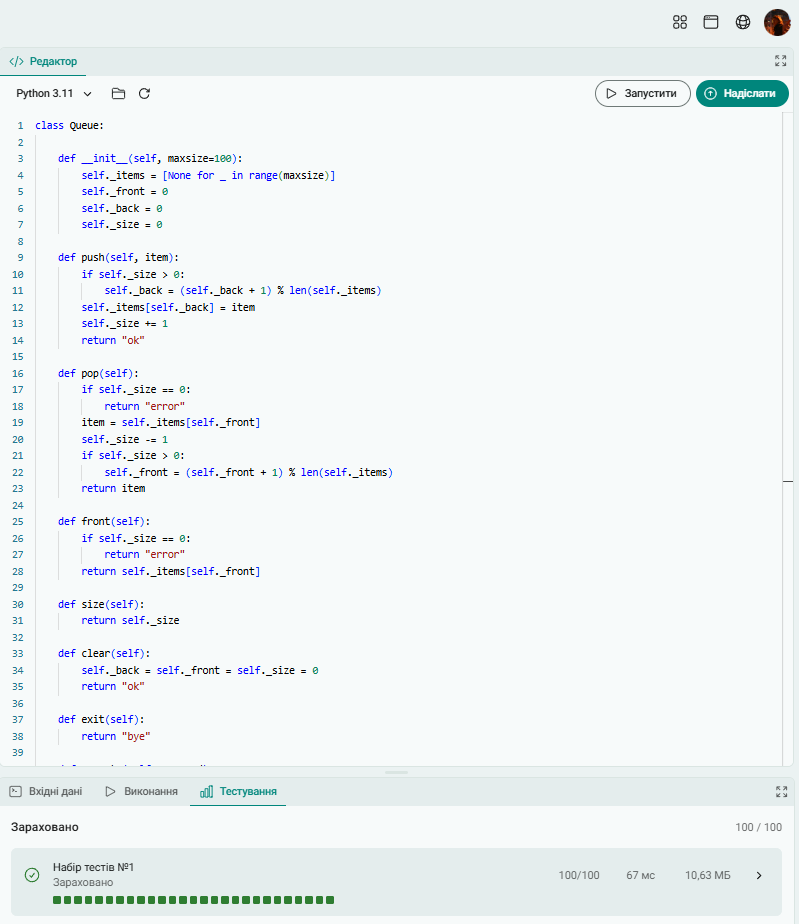 </> Редактор
Python 3.11
Запустити
Надіслати
1 class Queue:
2
3     def __init__(self, maxsize=100):
4         self._items = [None for _ in range(maxsize)]
5         self._front = 0
6         self._back = 0
7         self._size = 0
8
9     def push(self, item):
10         if self._size > 0:
11             self._back = (self._back + 1) % len(self._items)
12         self._items[self._back] = item
13         self._size += 1
14         return "ok"
15
16     def pop(self):
17         if self._size == 0:
18             return "error"
19         item = self._items[self._front]
20         self._size -= 1
21         if self._size > 0:
22             self._front = (self._front + 1) % len(self._items)
23         return item
24
25     def front(self):
26         if self._size == 0:
27             return "error"
28         return self._items[self._front]
29
30     def size(self):
31         return self._size
32
33     def clear(self):
34         self._back = self._front = self._size = 0
35         return "ok"
36
37     def exit(self):
38         return "bye"
39
Вхідні дані Виконання Тестування
Зараховано 100 / 100
Набір тестів №1
Зараховано
100/100 67 мс 10,63 МБ